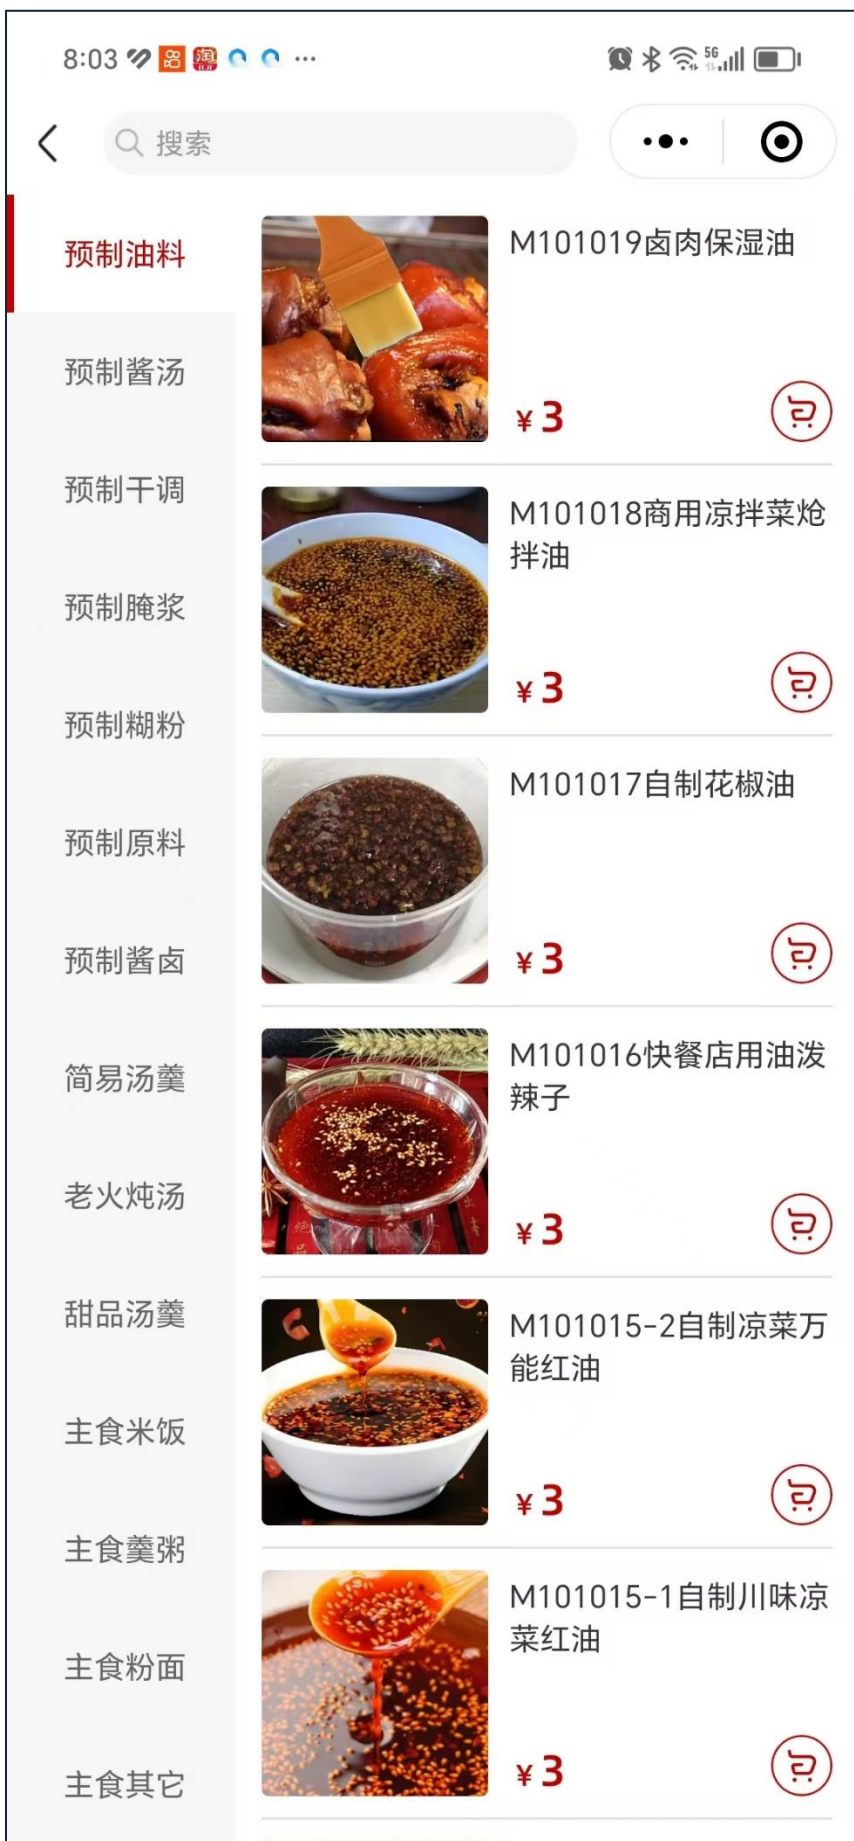 8:03
5G
搜索
预制油料
预制酱汤
预制干调
预制腌浆
预制糊粉
预制原料
预制酱卤
简易汤羹
老火炖汤
甜品汤羹
主食米饭
主食羹粥
主食粉面
主食其它
M101019卤肉保湿油
¥3
M101018商用凉拌菜炝
拌油
¥3
M101017自制花椒油
¥3
M101016快餐店用油泼
辣子
¥3
M101015-2自制凉菜万
能红油
¥3
M101015-1自制川味凉
菜红油
¥3